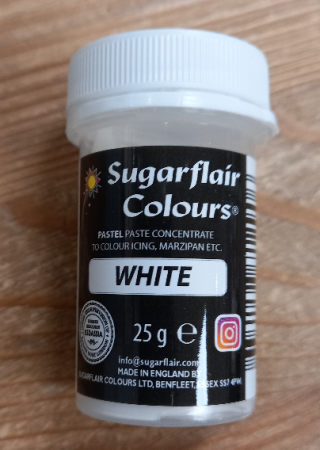 Sugarflair
Colours®
PASTEL PASTE CONCENTRATE
TO COLOUR ICING, MARZIPAN ETC.
WHITE
25 g ℮
info@sugarflair.com
MADE IN ENGLAND BY
SUGARFLAIR COLOURS LTD, BENFLEET, ESSEX SS7 4PW